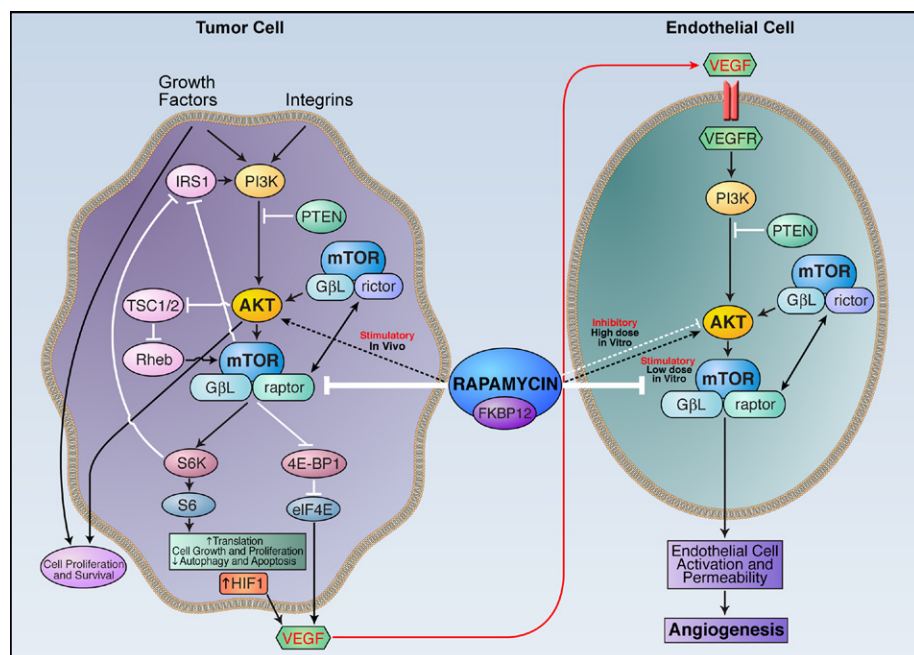 Tumor Cell
Growth
Factors
Integrins
IRS1
PI3K
PTEN
mTOR
GβL
rictor
TSC1/2
AKT
Rheb
mTOR
GβL
raptor
Stimulatory
In Vivo
S6K
4E-BP1
S6
eIF4E
↑Translation
Cell Growth and Proliferation
↓ Autophagy and Apoptosis
↑HIF1
Cell Proliferation
and Survival
VEGF
RAPAMYCIN
FKBP12
Endothelial Cell
VEGF
VEGFR
PI3K
PTEN
mTOR
GβL
rictor
Inhibitory
High dose
in Vitro
AKT
Stimulatory
Low dose
in Vitro
mTOR
GβL
raptor
Endothelial Cell
Activation and
Permeability
Angiogenesis